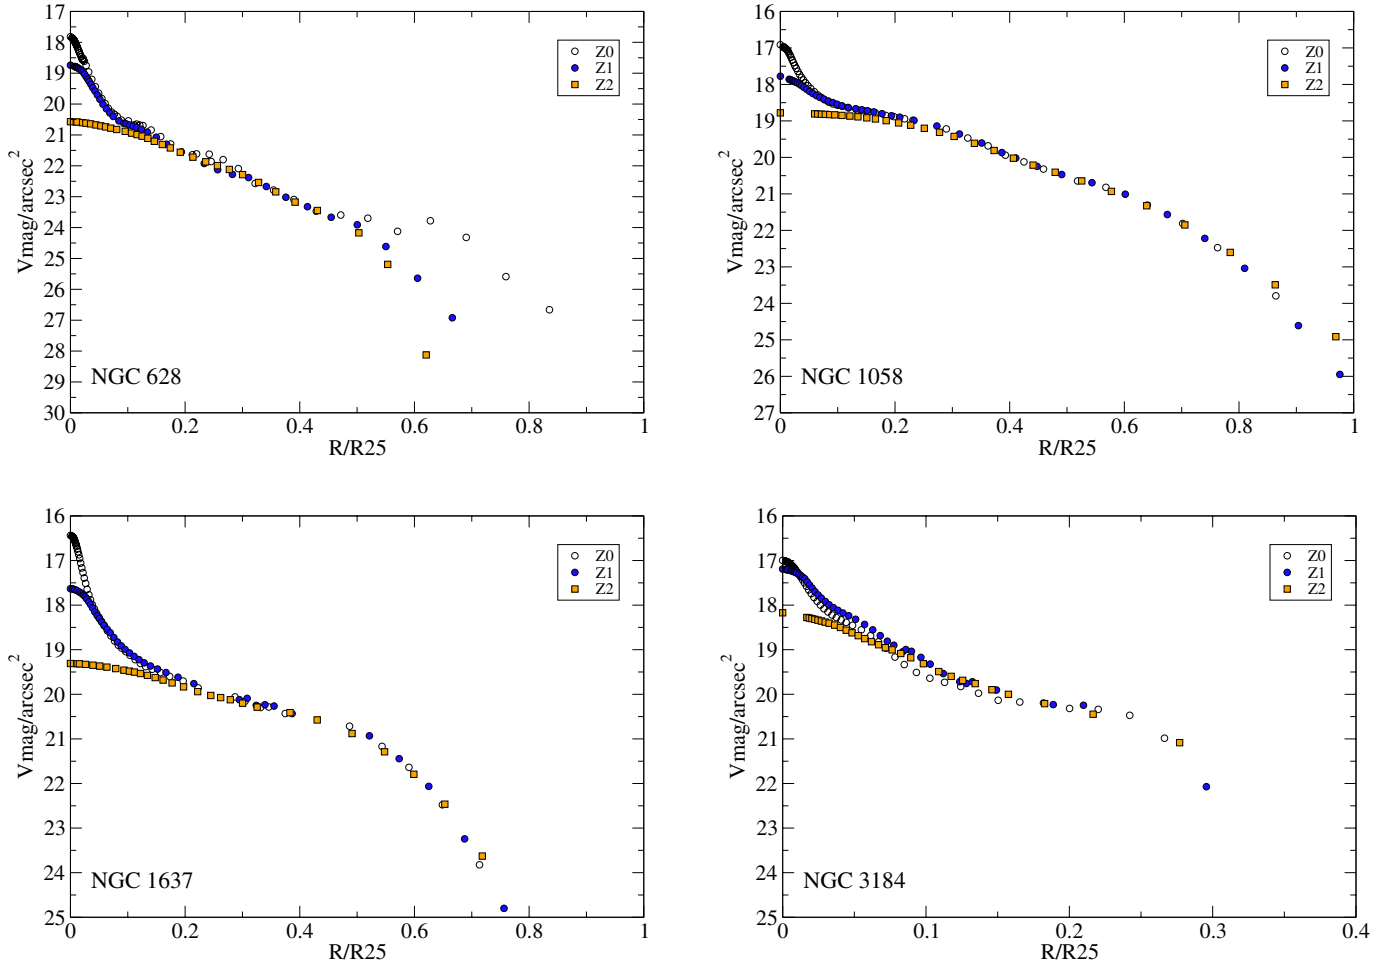 16
17
18
19
20
21
22
23
24
25
26
27
28
29
30
Vmag/arcsec²
0 0.2 0.4 0.6 0.8 1
R/R25
Z0
Z1
Z2
NGC 628
16
17
18
19
20
21
22
23
24
25
26
27
Vmag/arcsec²
0 0.2 0.4 0.6 0.8 1
R/R25
Z0
Z1
Z2
NGC 1058
16
17
18
19
20
21
22
23
24
25
Vmag/arcsec²
0 0.2 0.4 0.6 0.8 1
R/R25
Z0
Z1
Z2
NGC 1637
16
17
18
19
20
21
22
23
24
25
Vmag/arcsec²
0 0.1 0.2 0.3 0.4
R/R25
Z0
Z1
Z2
NGC 3184